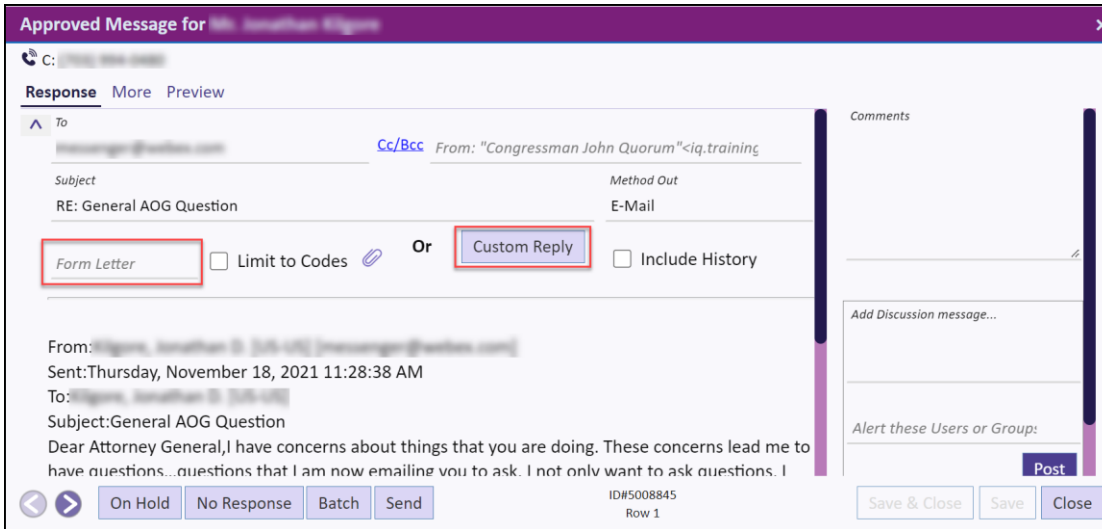 Approved Message for
C:
Response More Preview
To
Cc/Bcc From: "Congressman John Quorum"<iq.training
Subject
RE: General AOG Question
Method Out
E-Mail
Form Letter
Limit to Codes
Or
Custom Reply
Include History
From:
Sent:Thursday, November 18, 2021 11:28:38 AM
To:
Subject:General AOG Question
Dear Attorney General,I have concerns about things that you are doing. These concerns lead me to
have questions...questions that I am now emailing you to ask. I not only want to ask questions, I
Comments
Add Discussion message...
Alert these Users or Groups
Post
On Hold No Response Batch Send
ID#5008845
Row 1
Save & Close Save Close